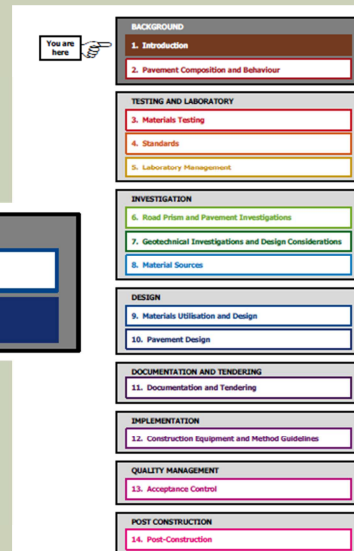 You are
here
BACKGROUND
1. Introduction
2. Pavement Composition and Behaviour
TESTING AND LABORATORY
3. Materials Testing
4. Standards
5. Laboratory Management
INVESTIGATION
6. Road Prism and Pavement Investigations
7. Geotechnical Investigations and Design Considerations
8. Material Sources
DESIGN
9. Materials Utilisation and Design
10. Pavement Design
DOCUMENTATION AND TENDERING
11. Documentation and Tendering
IMPLEMENTATION
12. Construction Equipment and Method Guidelines
QUALITY MANAGEMENT
13. Acceptance Control
POST CONSTRUCTION
14. Post-Construction